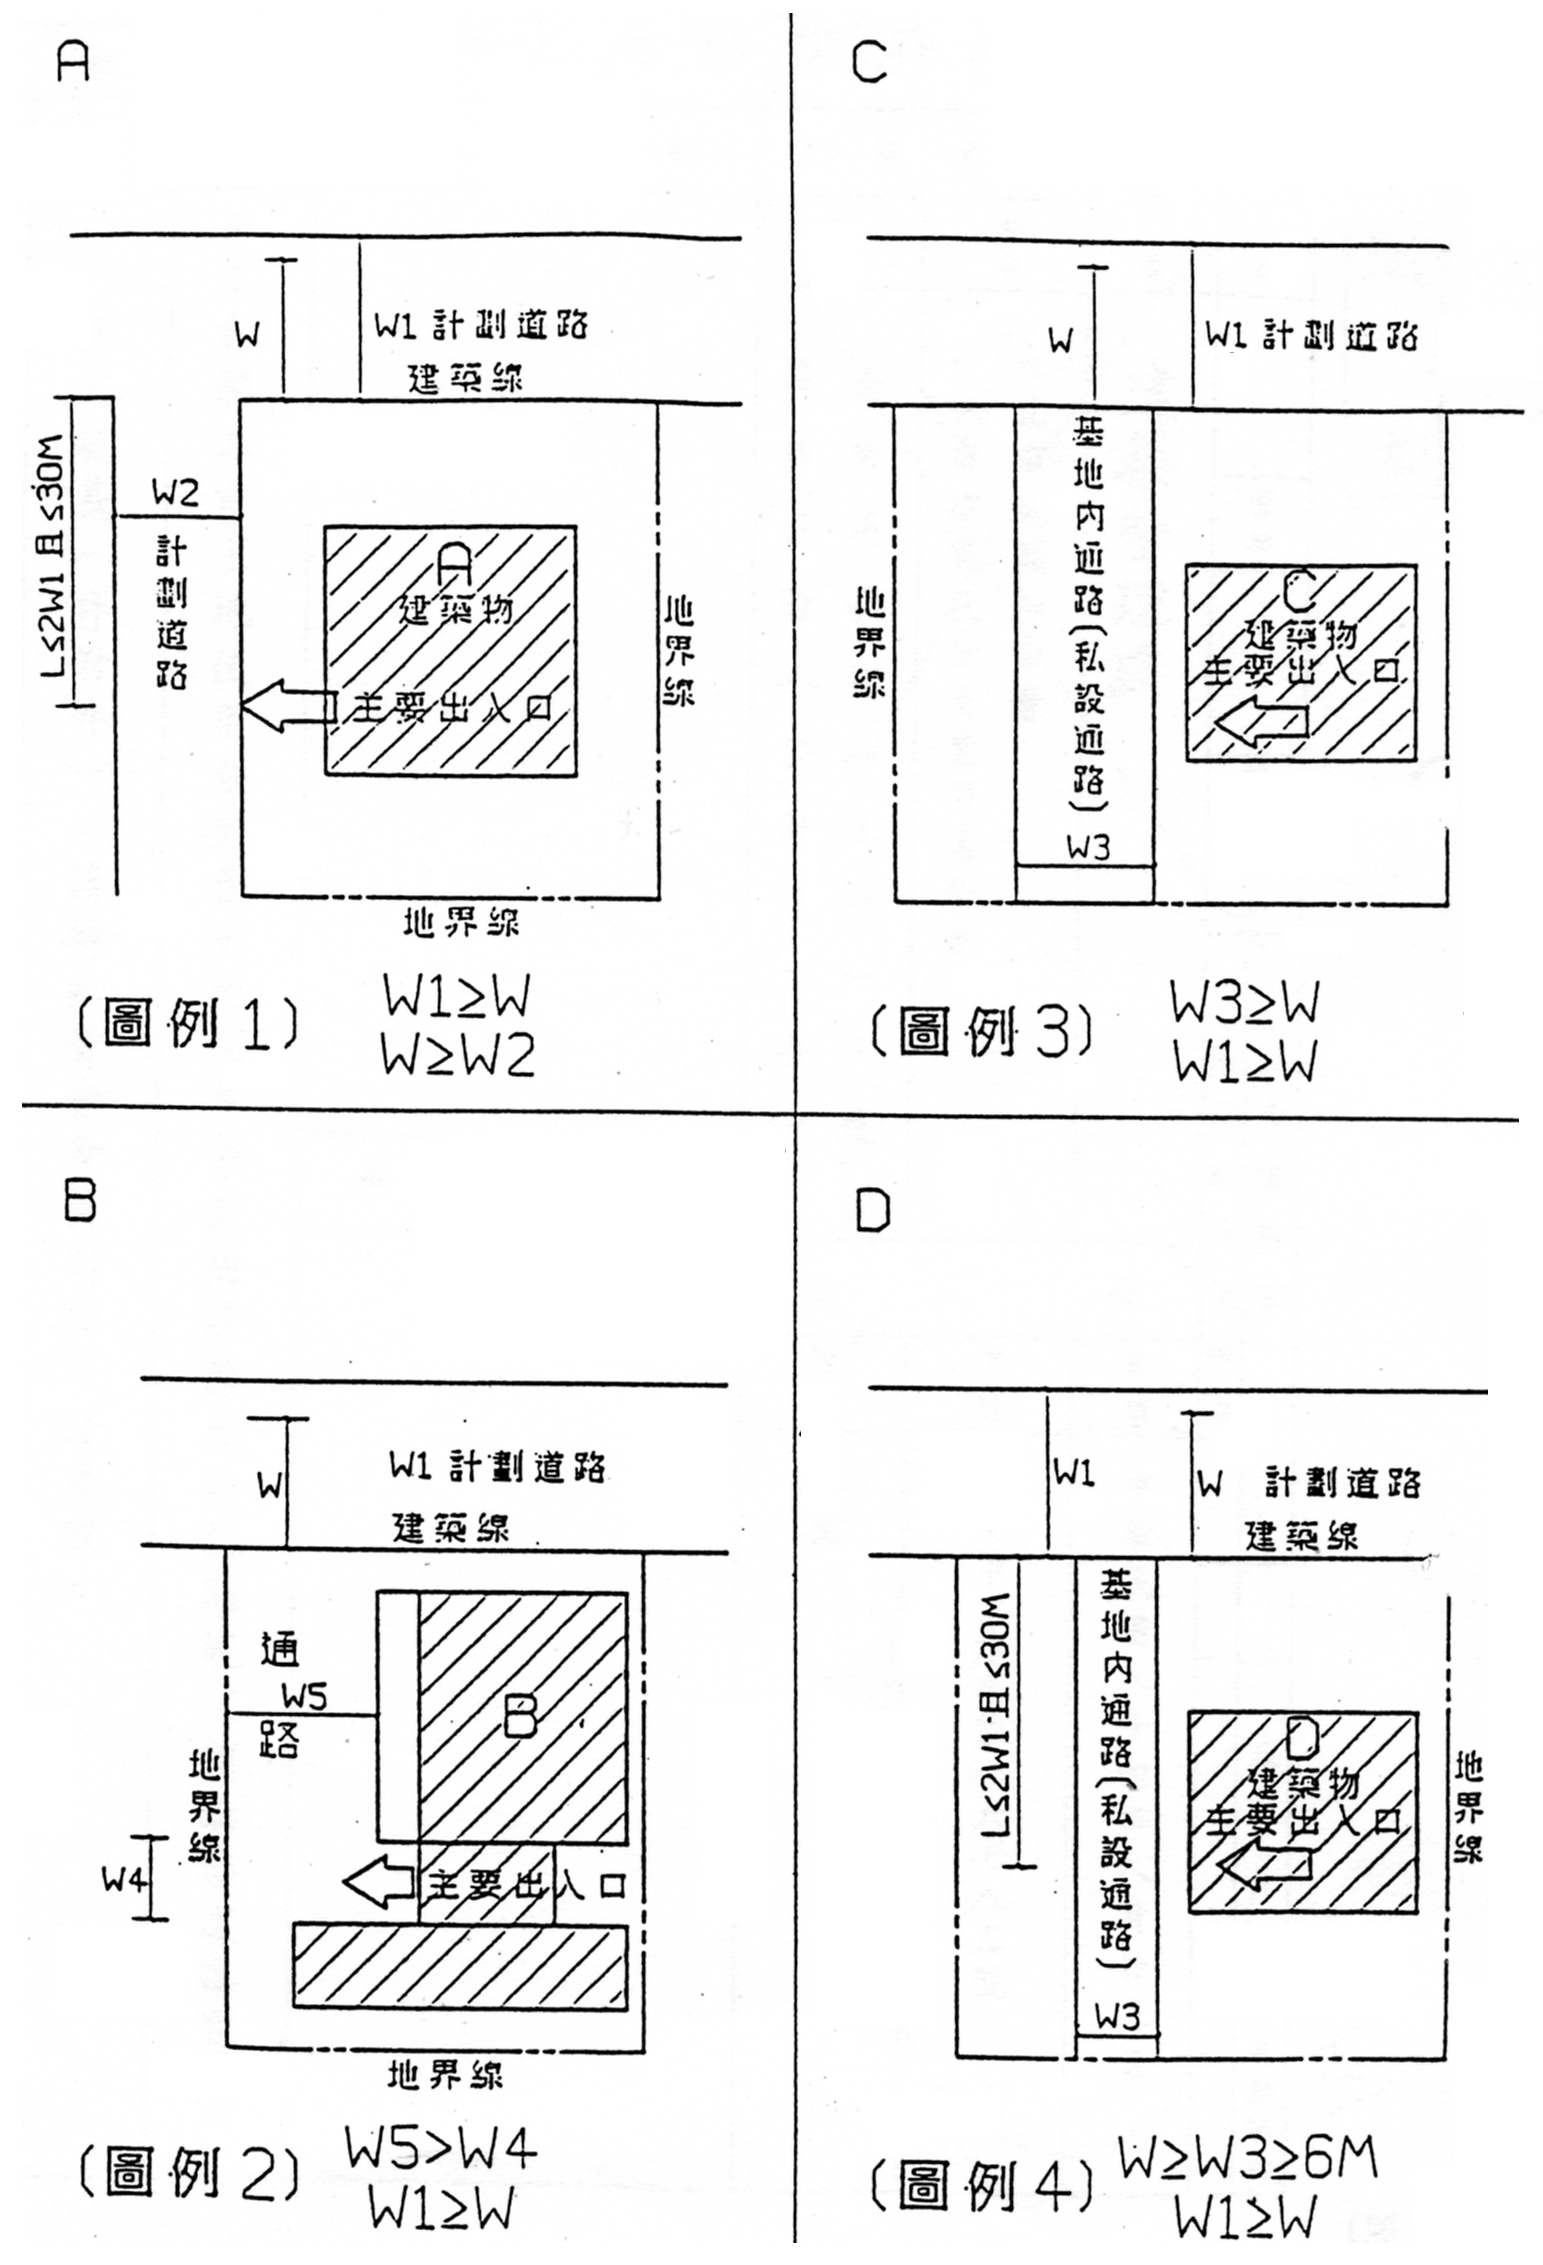 A
W
W1 計劃道路
建築線
L≤2W1 且 ≤30M
W2
計劃道路
A
建築物
主要出入口
地界線
地界線
(圖例 1)
W1≥W
W≥W2
C
W
W1 計劃道路
基地內通路(私設通路)
地界線
C
建築物
主要出入口
W3
(圖例 3)
W3≥W
W1≥W
B
W
W1 計劃道路
建築線
通
W5
路
地界線
B
W4
主要出入口
地界線
(圖例 2)
W5>W4
W1≥W
D
W1
W 計劃道路
建築線
L≤2W1·且≤30M
基地內通路(私設通路)
D
建築物
主要出入口
地界線
W3
(圖例 4)
W≥W3≥6M
W1≥W